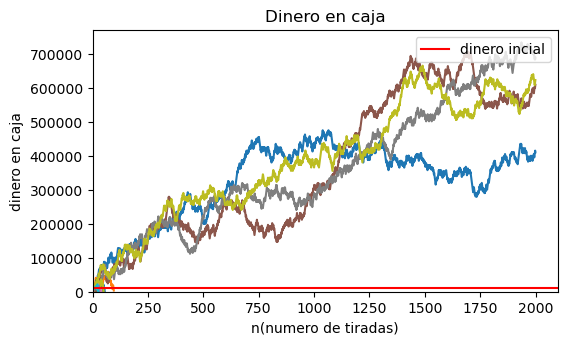 Dinero en caja
dinero incial
dinero en caja
700000
600000
500000
400000
300000
200000
100000
0
0 250 500 750 1000 1250 1500 1750 2000
n(numero de tiradas)